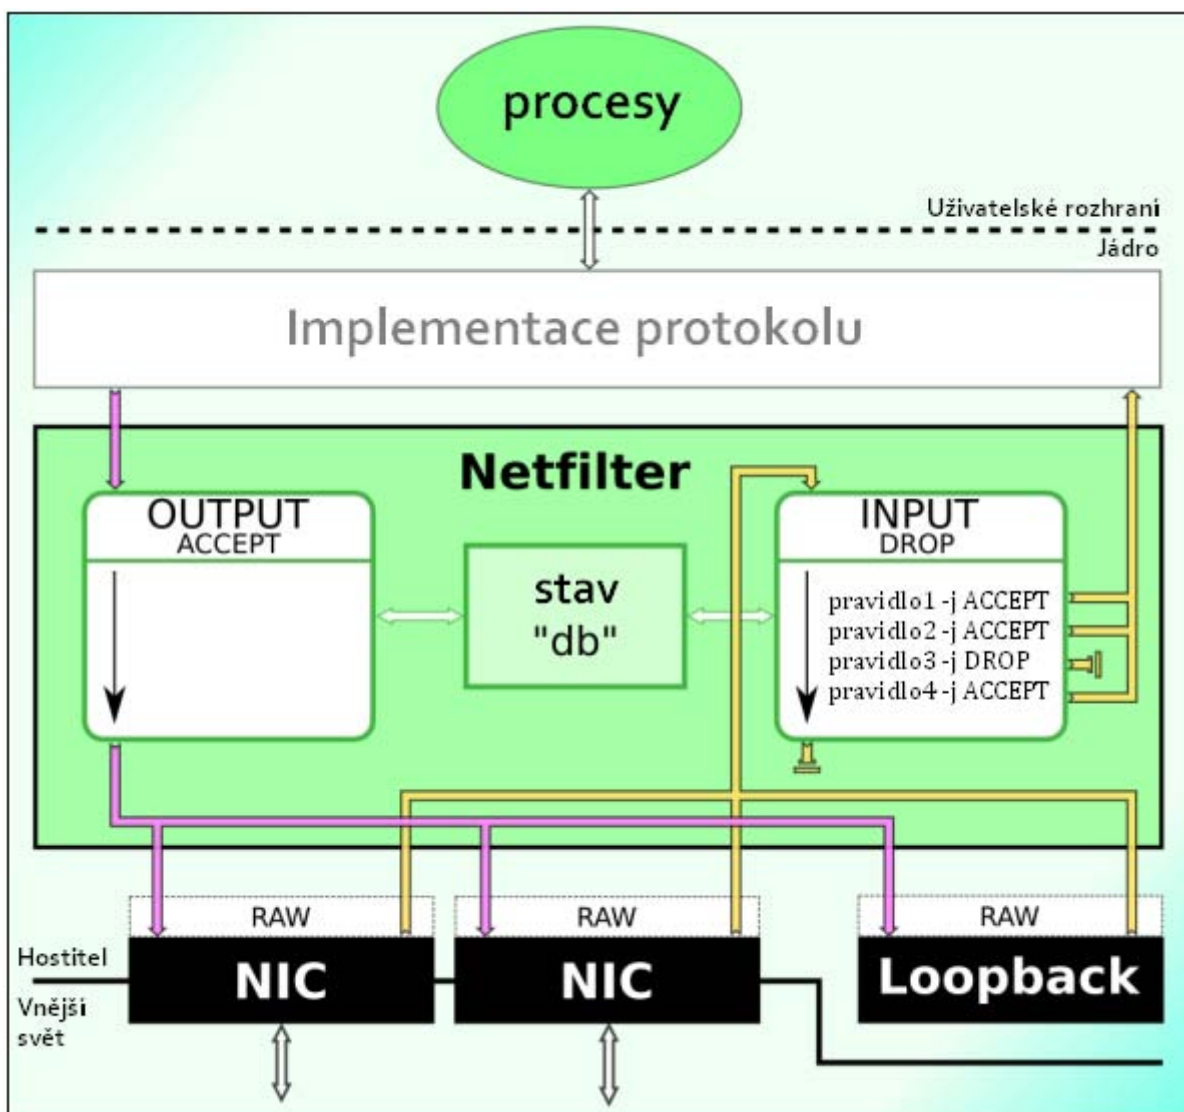 procesy
Uživatelské rozhraní
Jádro
Implementace protokolu
Netfilter
OUTPUT
ACCEPT
stav
"db"
INPUT
DROP
pravidlo1 -j ACCEPT
pravidlo2 -j ACCEPT
pravidlo3 -j DROP
pravidlo4 -j ACCEPT
RAW
RAW
RAW
Hostitel
NIC
NIC
Loopback
Vnější
svět